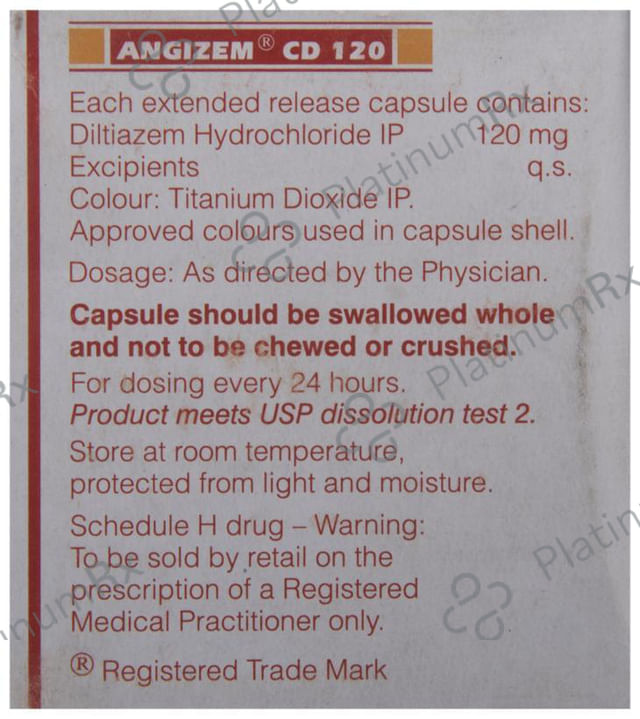 ANGIZEM® CD 120
Each extended release capsule contains:
Diltiazem Hydrochloride IP 120 mg
Excipients q.s.
Colour: Titanium Dioxide IP.
Approved colours used in capsule shell.
Dosage: As directed by the Physician.
Capsule should be swallowed whole
and not to be chewed or crushed.
For dosing every 24 hours.
Product meets USP dissolution test 2.
Store at room temperature,
protected from light and moisture.
Schedule H drug – Warning:
To be sold by retail on the
prescription of a Registered
Medical Practitioner only.
® Registered Trade Mark
PlatinumRx
PlatinumRx